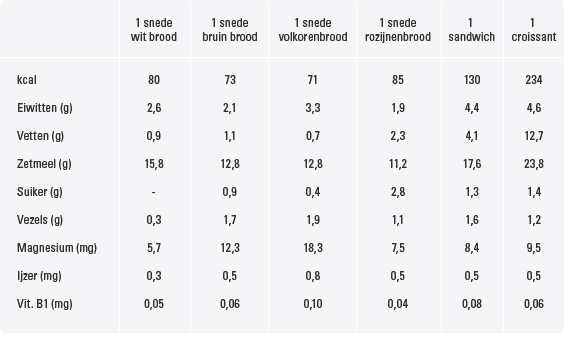 1 snede wit brood 1 snede bruin brood 1 snede volkorenbrood 1 snede rozijnenbrood 1 sandwich 1 croissant
kcal 80 73 71 85 130 234
Eiwitten (g) 2,6 2,1 3,3 1,9 4,4 4,6
Vetten (g) 0,9 1,1 0,7 2,3 4,1 12,7
Zetmeel (g) 15,8 12,8 12,8 11,2 17,6 23,8
Suiker (g) - 0,9 0,4 2,8 1,3 1,4
Vezels (g) 0,3 1,7 1,9 1,1 1,6 1,2
Magnesium (mg) 5,7 12,3 18,3 7,5 8,4 9,5
Ijzer (mg) 0,3 0,5 0,8 0,5 0,5 0,5
Vit. B1 (mg) 0,05 0,06 0,10 0,04 0,08 0,06